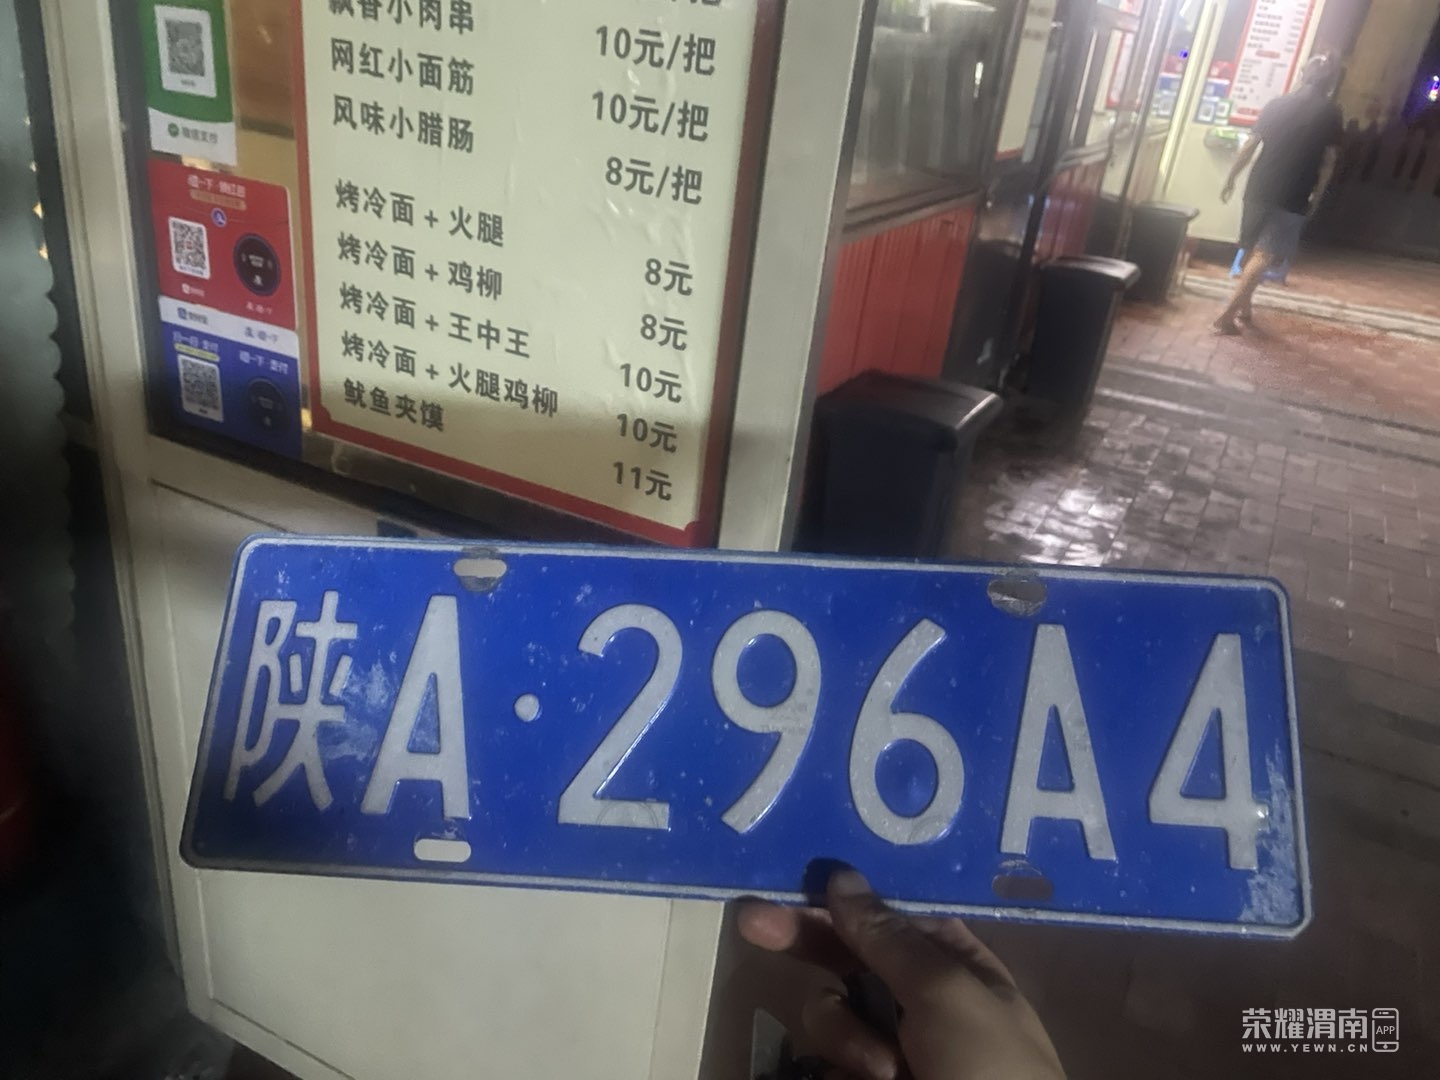 飘香小肉串
10元/把
网红小面筋
10元/把
风味小腊肠
8元/把
烤冷面 + 火腿
8元
烤冷面 + 鸡柳
8元
烤冷面 + 王中王
10元
烤冷面 + 火腿鸡柳
10元
鱿鱼夹馍
11元
微信支付
陕A·296A4
荣耀渭南 APP
WWW.YEWN.CN